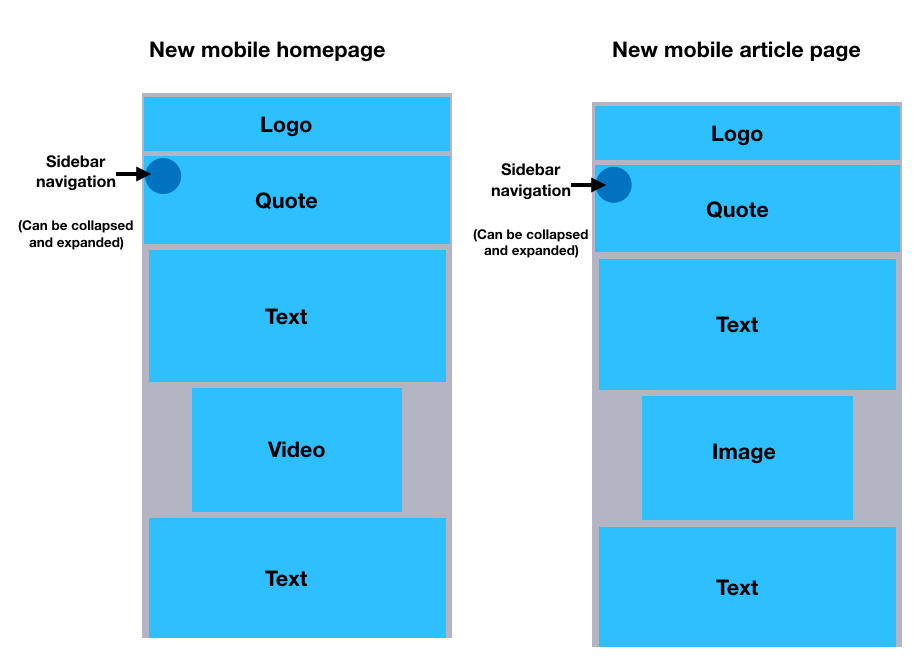 New mobile homepage
Logo
Sidebar
navigation
Quote
(Can be collapsed
and expanded)
Text
Video
Text
New mobile article page
Logo
Sidebar
navigation
Quote
(Can be collapsed
and expanded)
Text
Image
Text